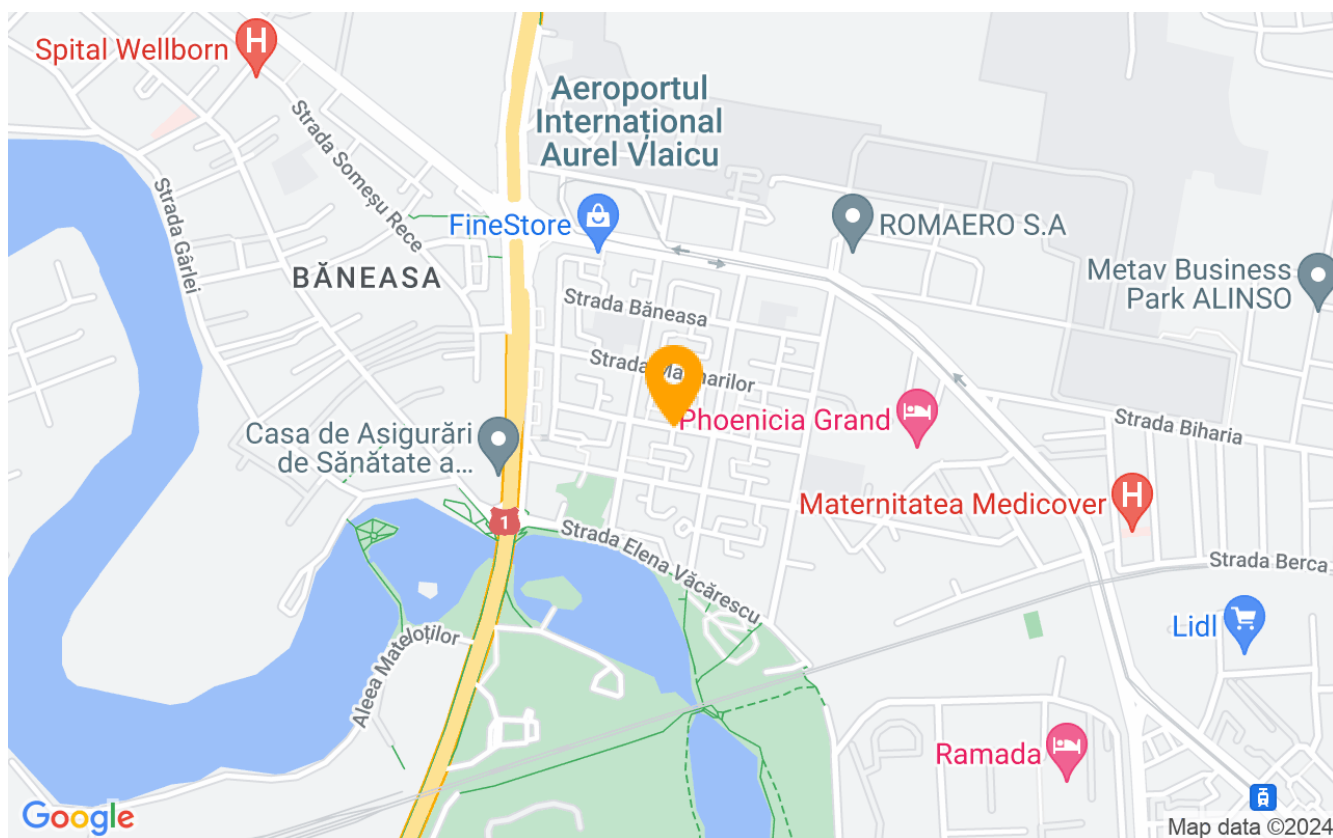 Spital Wellborn
H
Aeroportul
Internațional
Aurel Vlaicu
Strada Someșu Rece
Strada Gârlei
FineStore
ROMAERO S.A
BĂNEASA
Metav Business
Park ALINSO
Strada Băneasa
Phoenicia Grand
Strada Biharia
Casa de Asigurări
de Sănătate a...
Maternitatea Medicover
H
1
Strada Elena Văcărescu
Strada Berca
Lidl
Aleea Mateloților
Ramada
Google
Map data ©2024